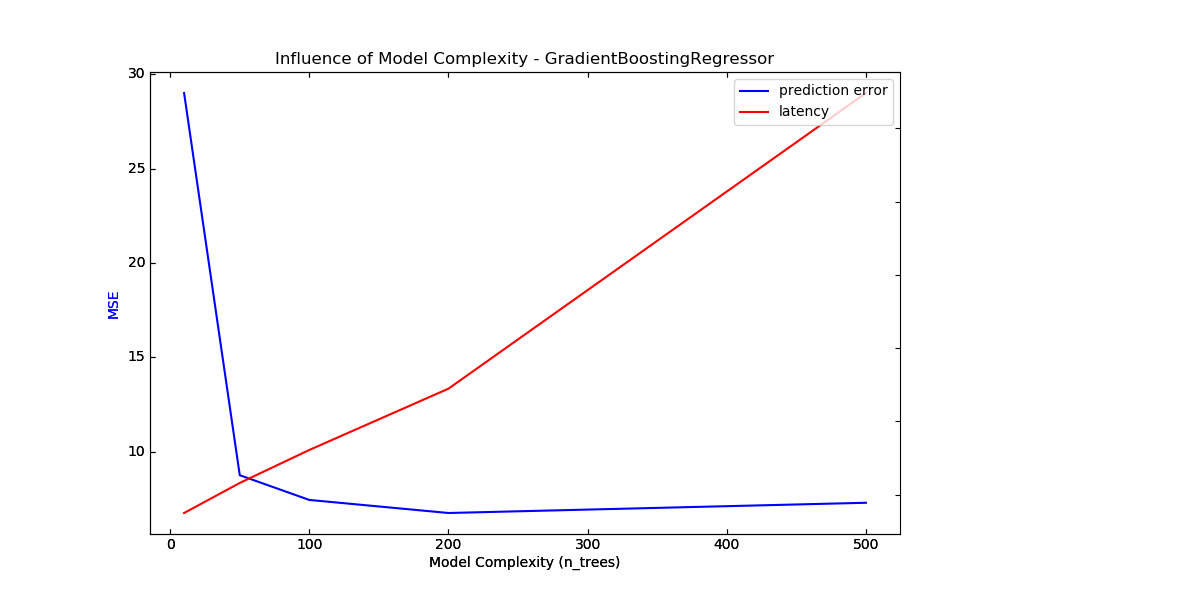 Influence of Model Complexity - GradientBoostingRegressor
prediction error
latency
30
25
20
15
10
MSE
0 100 200 300 400 500
Model Complexity (n_trees)